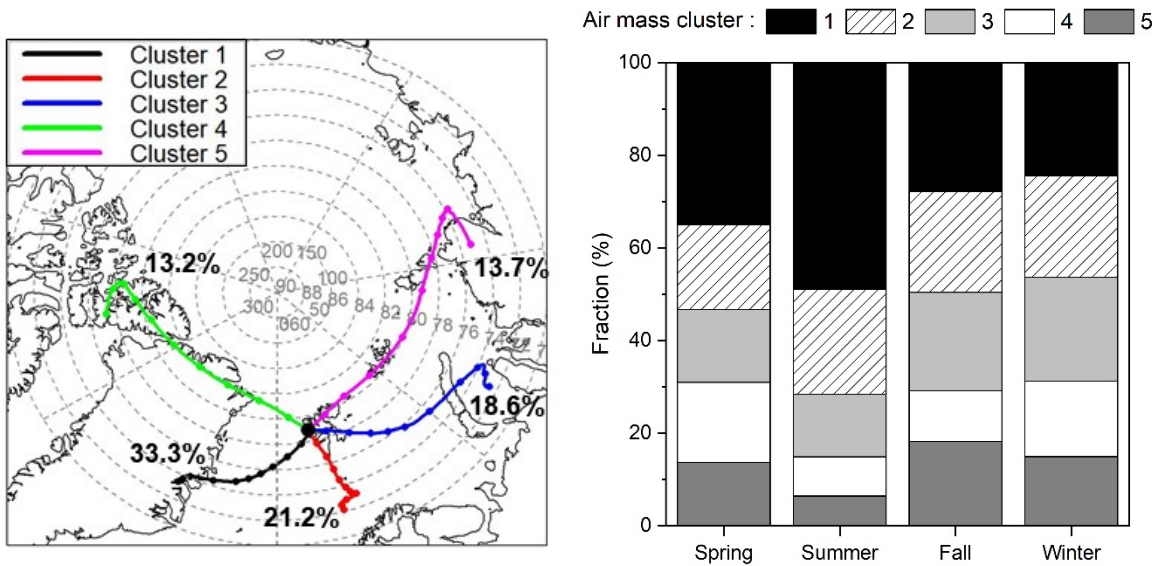 Cluster 1
Cluster 2
Cluster 3
Cluster 4
Cluster 5
200 150
250 90 100
300 88 86 84 82 80 78 76 74
360 50
13.2%
13.7%
18.6%
33.3%
21.2%
Air mass cluster : 1 2 3 4 5
Fraction (%)
100
80
60
40
20
0
Spring Summer Fall Winter